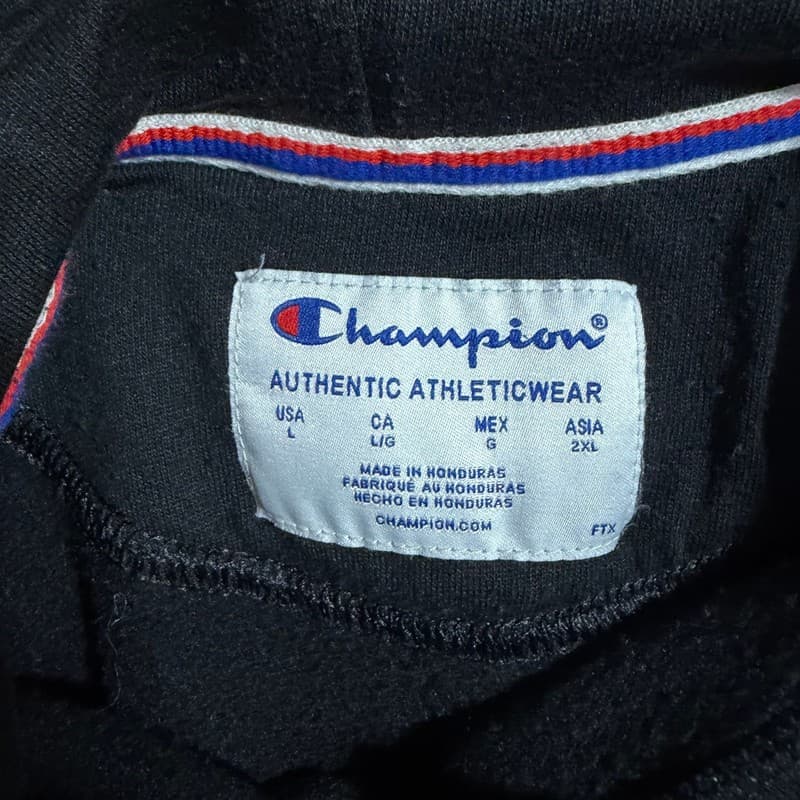 Champion®
AUTHENTIC ATHLETICWEAR
USA CA MEX ASIA
L L/G G 2XL
MADE IN HONDURAS
FABRIQUÉ AU HONDURAS
HECHO EN HONDURAS
CHAMPION.COM
FTX